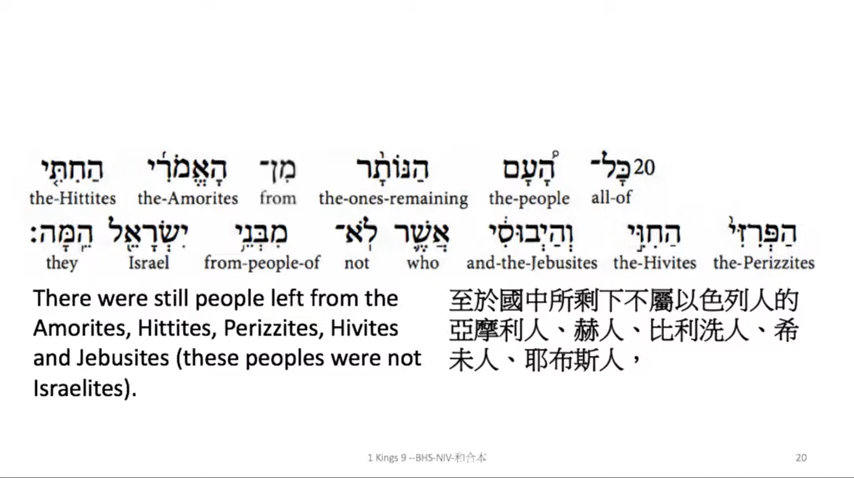 20 כָּל־ הָ֠עָם הַנּוֹתָ֨ר מִן־ הָאֱמֹרִ֜י הַחִתִּ֤י
the-Hittites the-Amorites from the-ones-remaining the-people all-of
הַפְּרִזִּי֙ הַחִוִּ֣י וְהַיְבוּסִ֔י אֲשֶׁ֛ר לֹֽא־ מִבְּנֵ֥י יִשְׂרָאֵ֖ל הֵֽמָּה׃
they Israel from-people-of not who and-the-Jebusites the-Hivites the-Perizzites
There were still people left from the
Amorites, Hittites, Perizzites, Hivites
and Jebusites (these peoples were not
Israelites).
至於國中所剩下不屬以色列人的
亞摩利人、赫人、比利洗人、希
未人、耶布斯人，
1 Kings 9 --BHS-NIV-和合本
20